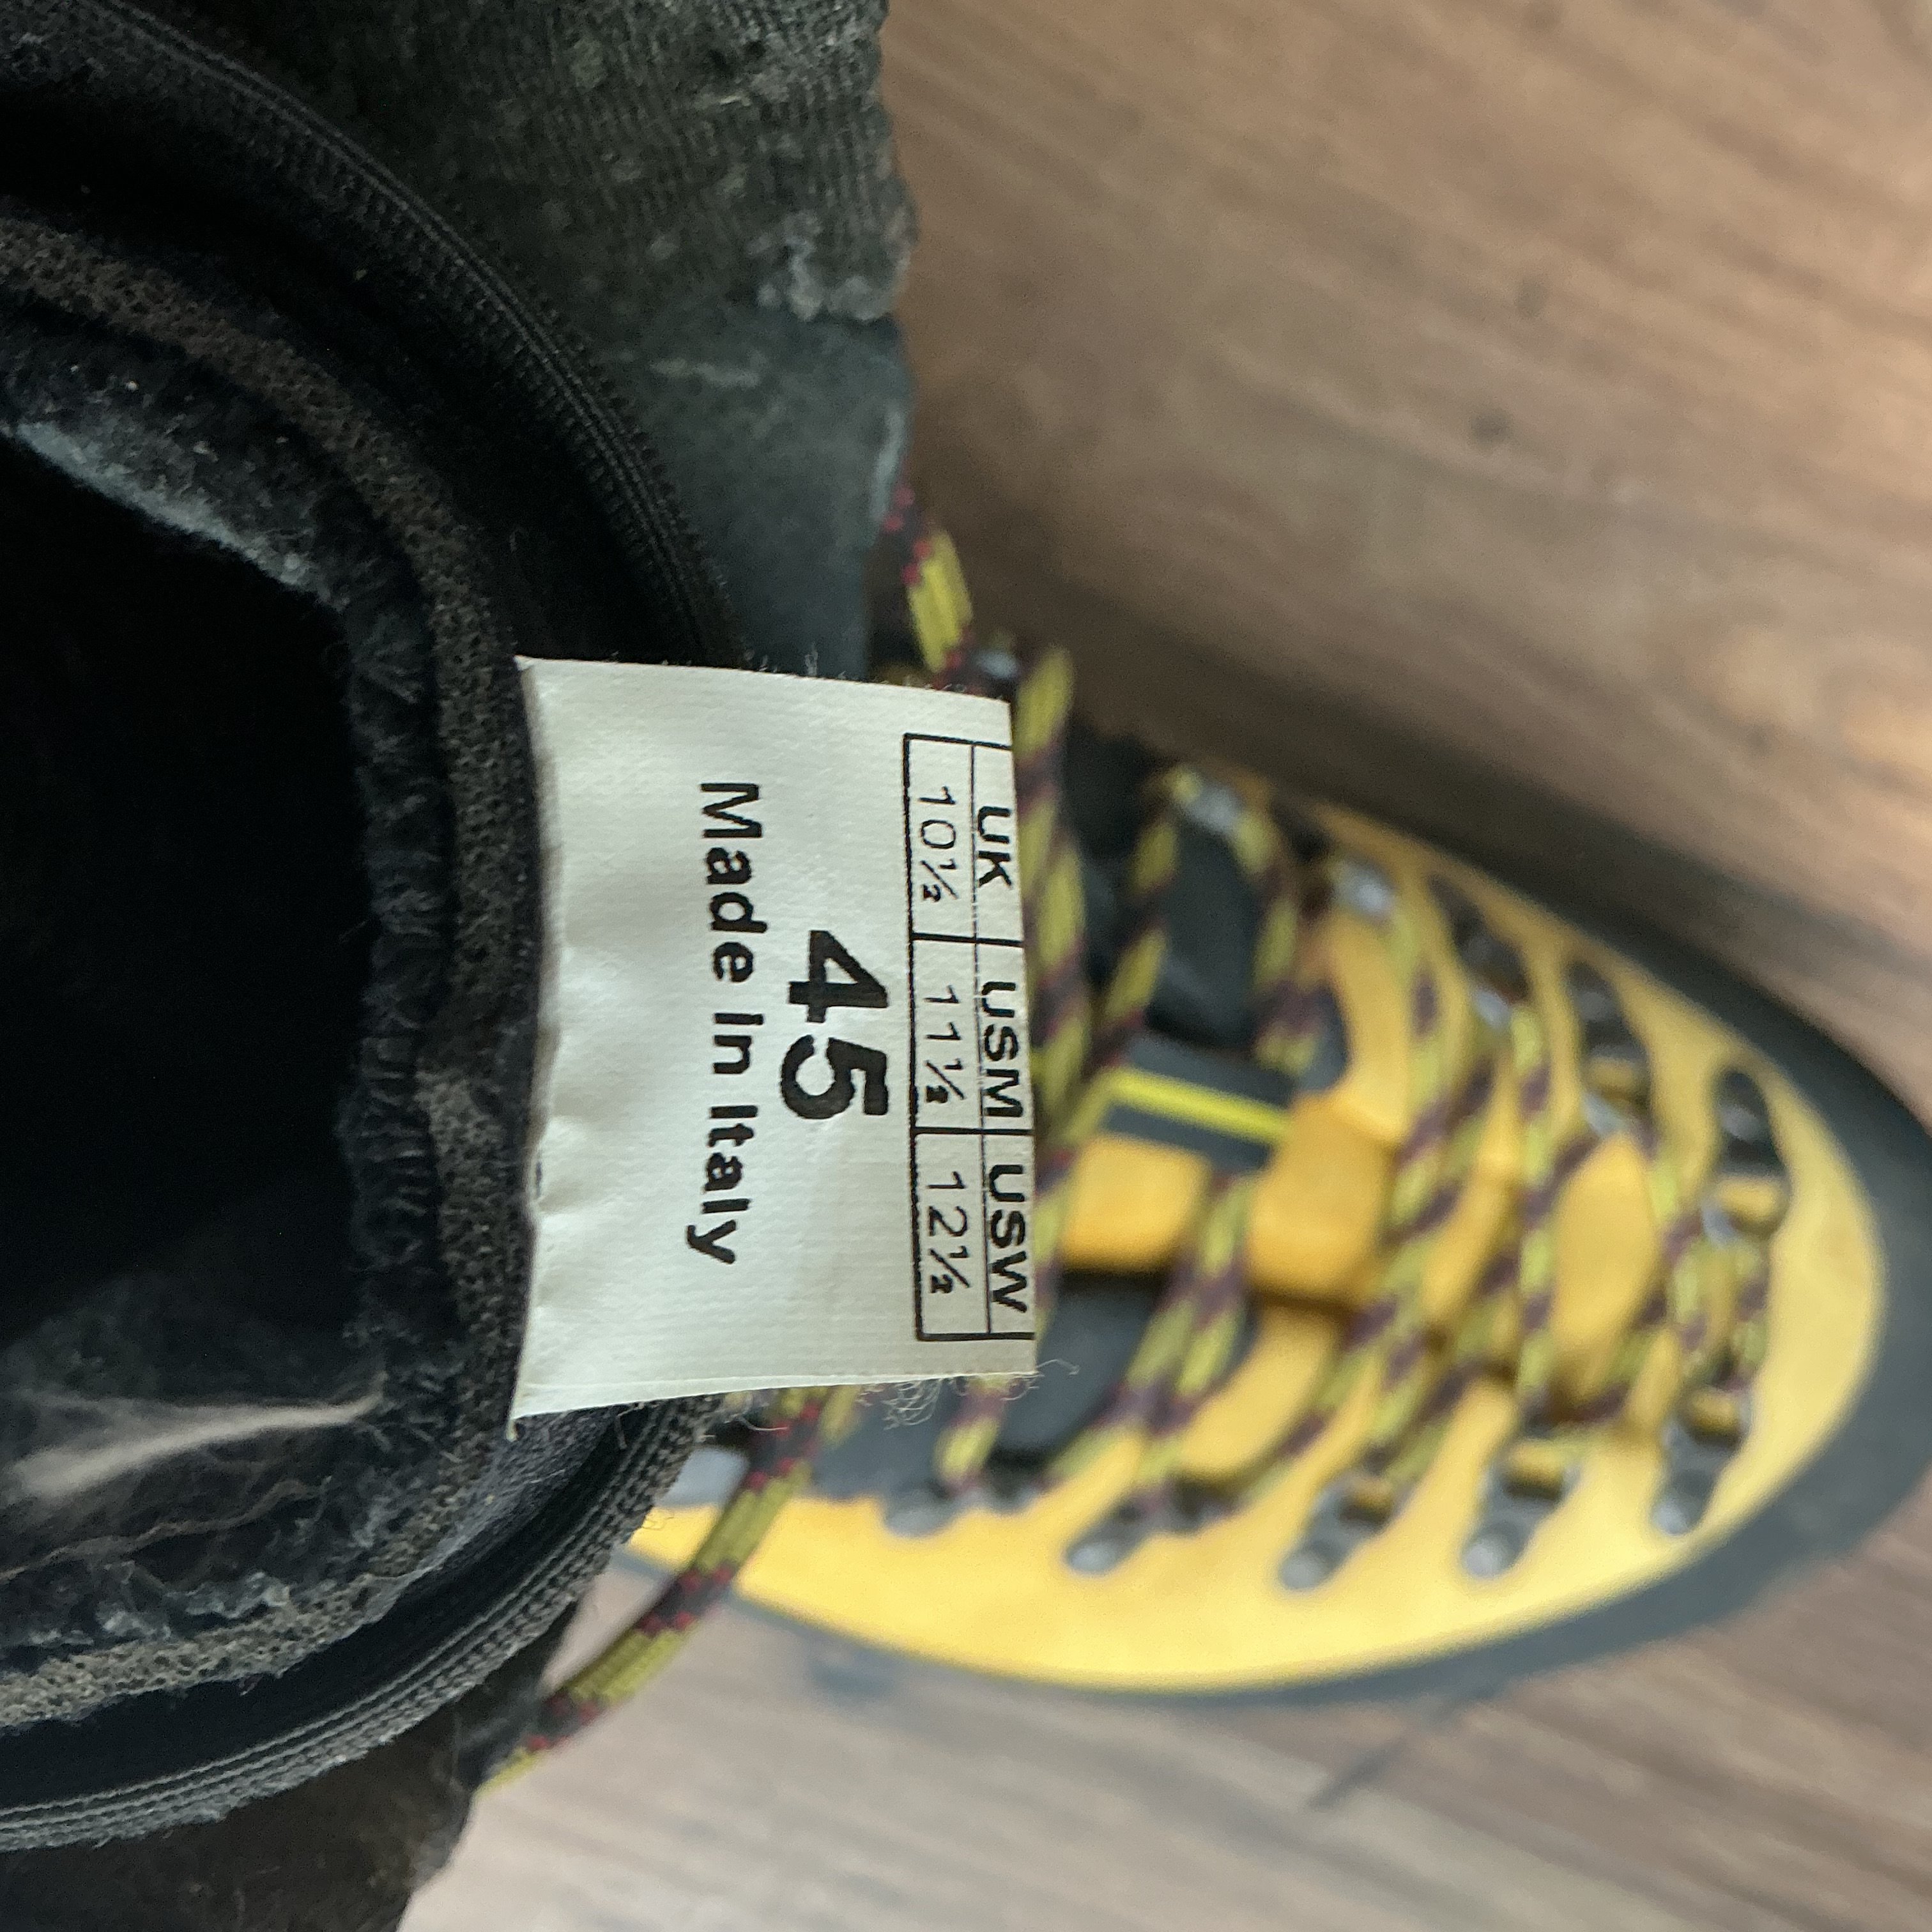 UK USM USW
10½ 11½ 12½
45
Made In Italy